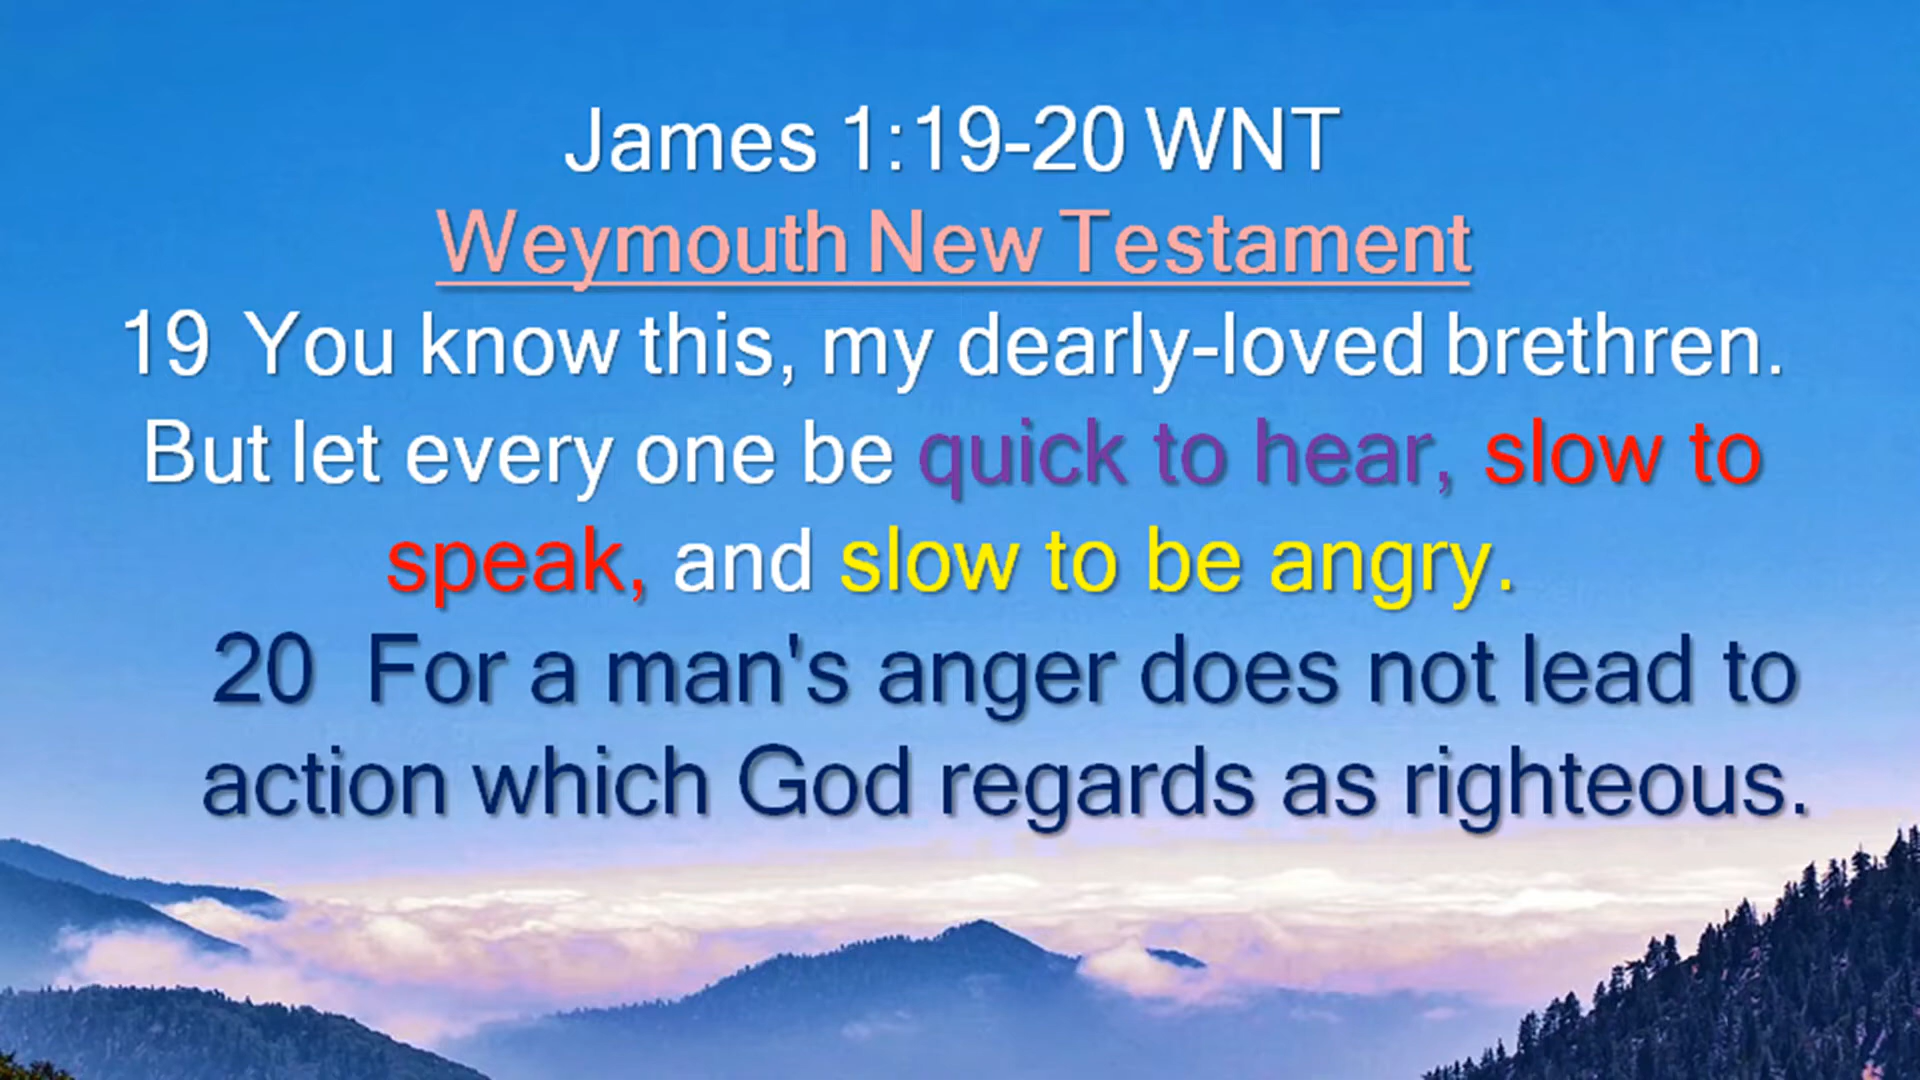 James 1:19-20 WNT
Weymouth New Testament
19 You know this, my dearly-loved brethren.
But let every one be quick to hear, slow to
speak, and slow to be angry.
20 For a man's anger does not lead to
action which God regards as righteous.